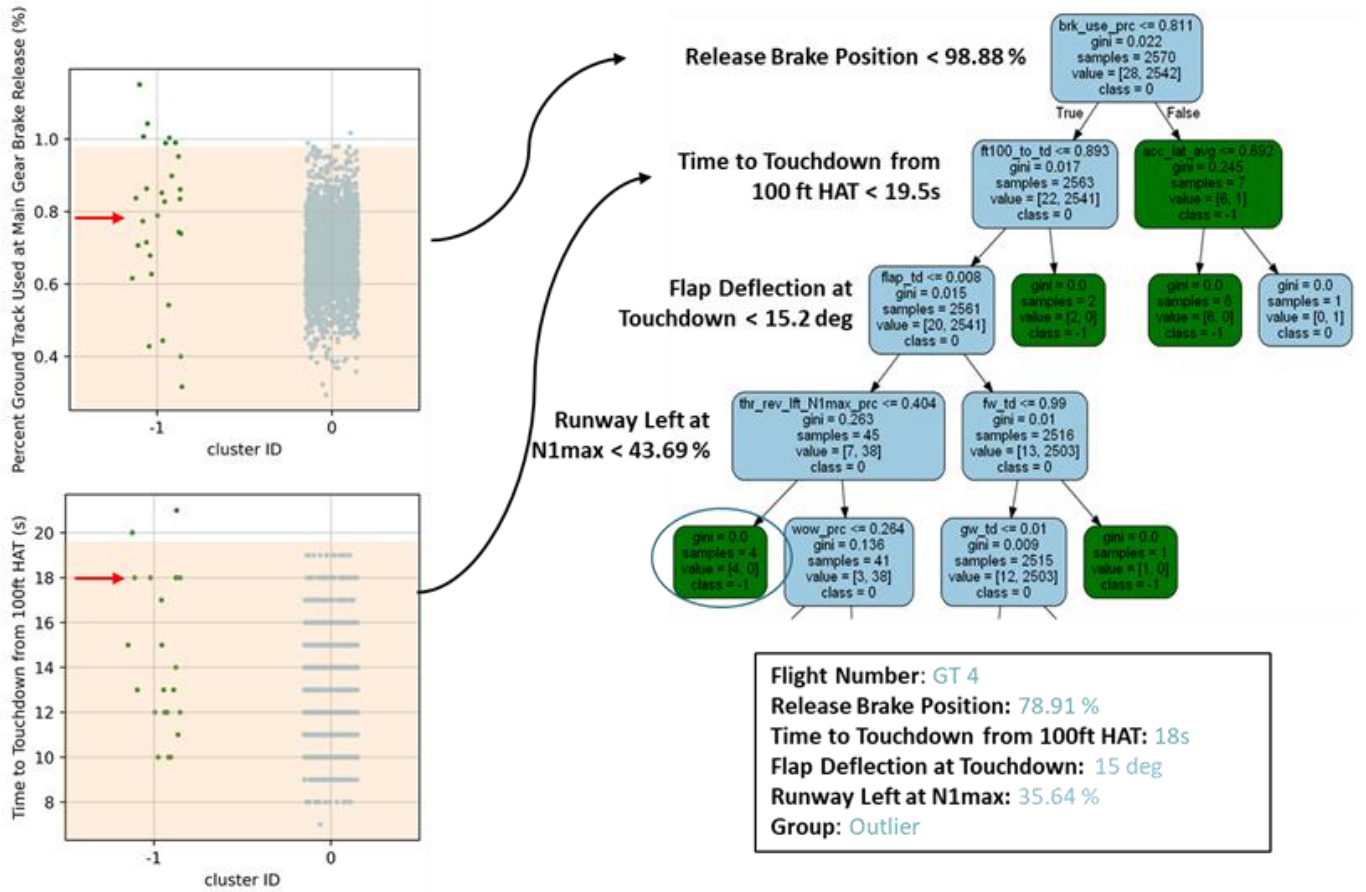 Percent Ground Track Used at Main Gear Brake Release (%)
1.0
0.8
0.6
0.4
-1
0
cluster ID
Time to Touchdown from 100ft HAT (s)
20
18
16
14
12
10
8
-1
0
cluster ID
Release Brake Position < 98.88 %
Time to Touchdown from
100 ft HAT < 19.5s
Flap Deflection at
Touchdown < 15.2 deg
Runway Left at
N1max < 43.69 %
brk_use_prc <= 0.811
gini = 0.022
samples = 2570
value = [28, 2542]
class = 0
True
False
ft100_to_td <= 0.893
gini = 0.017
samples = 2563
value = [22, 2541]
class = 0
acc_lat_avg <= 0.692
gini = 0.245
samples = 7
value = [6, 1]
class = -1
flap_td <= 0.008
gini = 0.015
samples = 2561
value = [20, 2541]
class = 0
gini = 0.0
samples = 2
value = [2, 0]
class = -1
gini = 0.0
samples = 6
value = [6, 0]
class = -1
gini = 0.0
samples = 1
value = [0, 1]
class = 0
thr_rev_lft_N1max_prc <= 0.404
gini = 0.263
samples = 45
value = [7, 38]
class = 0
fw_td <= 0.99
gini = 0.01
samples = 2516
value = [13, 2503]
class = 0
gini = 0.0
samples = 4
value = [4, 0]
class = -1
wow_prc <= 0.264
gini = 0.136
samples = 41
value = [3, 38]
class = 0
gw_td <= 0.01
gini = 0.009
samples = 2515
value = [12, 2503]
class = 0
gini = 0.0
samples = 1
value = [1, 0]
class = -1
Flight Number: GT 4
Release Brake Position: 78.91 %
Time to Touchdown from 100ft HAT: 18s
Flap Deflection at Touchdown: 15 deg
Runway Left at N1max: 35.64 %
Group: Outlier